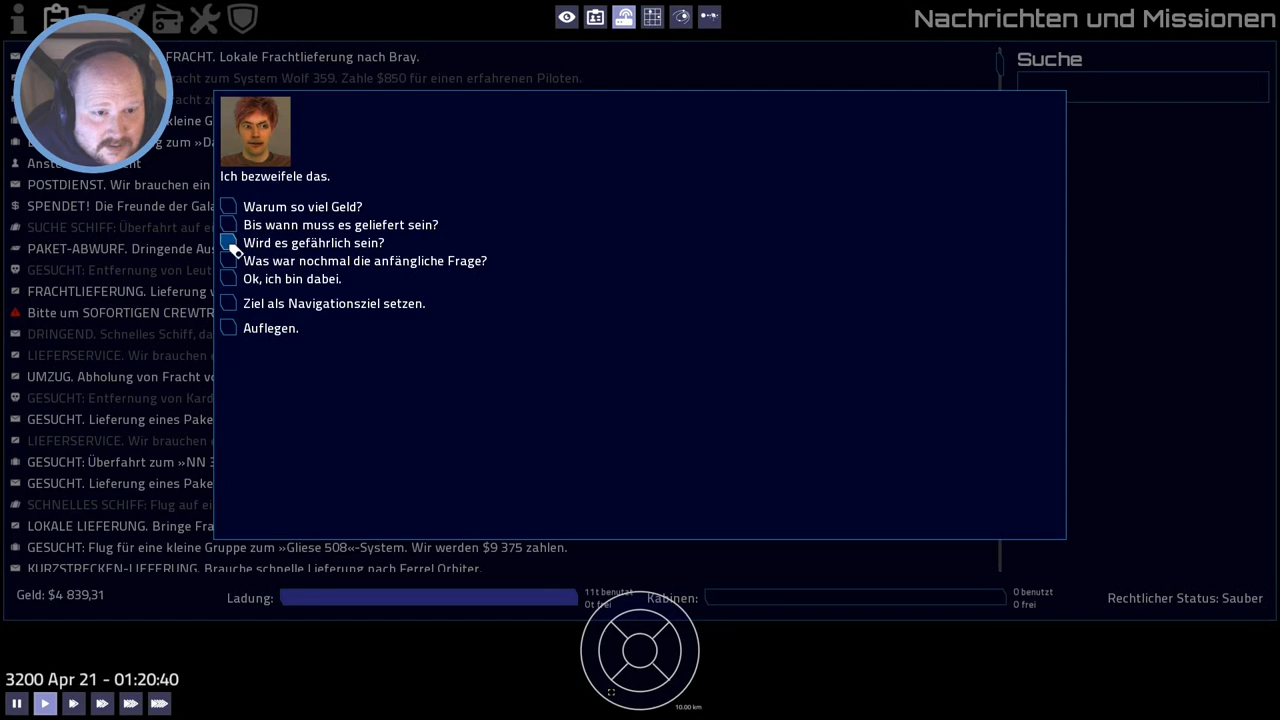 Nachrichten und Missionen
FRACHT. Lokale Frachtlieferung nach Bray.
Suche
zum System Wolf 359. Zahle $850 für einen erfahrenen Piloten.
POSTDIENST. Wir brauchen ein
SPENDET! Die Freunde der Gala
SUCHE SCHIFF: Überfahrt auf e
PAKET-ABWURF. Dringende Aus
GESUCHT: Entfernung von Leut
FRACHTLIEFERUNG. Lieferung v
Bitte um SOFORTIGEN CREWTR
DRINGEND. Schnelles Schiff, da
LIEFERSERVICE. Wir brauchen e
UMZUG. Abholung von Fracht vo
GESUCHT: Entfernung von Kard
GESUCHT. Lieferung eines Pake
LIEFERSERVICE. Wir brauchen e
GESUCHT: Überfahrt zum »NN 3
GESUCHT. Lieferung eines Pake
SCHNELLES SCHIFF: Flug auf ei
LOKALE LIEFERUNG. Bringe Fra
GESUCHT: Flug für eine kleine Gruppe zum »Gliese 508«-System. Wir werden $9 375 zahlen.
KURZSTRECKEN-LIEFERUNG. Brauche schnelle Lieferung nach Ferrel Orbiter.
Ich bezweifele das.
Warum so viel Geld?
Bis wann muss es geliefert sein?
Wird es gefährlich sein?
Was war nochmal die anfängliche Frage?
Ok, ich bin dabei.
Ziel als Navigationsziel setzen.
Auflegen.
Geld: $4 839,31
Ladung:
11t benutzt
0t frei
Kabinen:
0 benutzt
0 frei
Rechtlicher Status: Sauber
3200 Apr 21 - 01:20:40
10.00 km